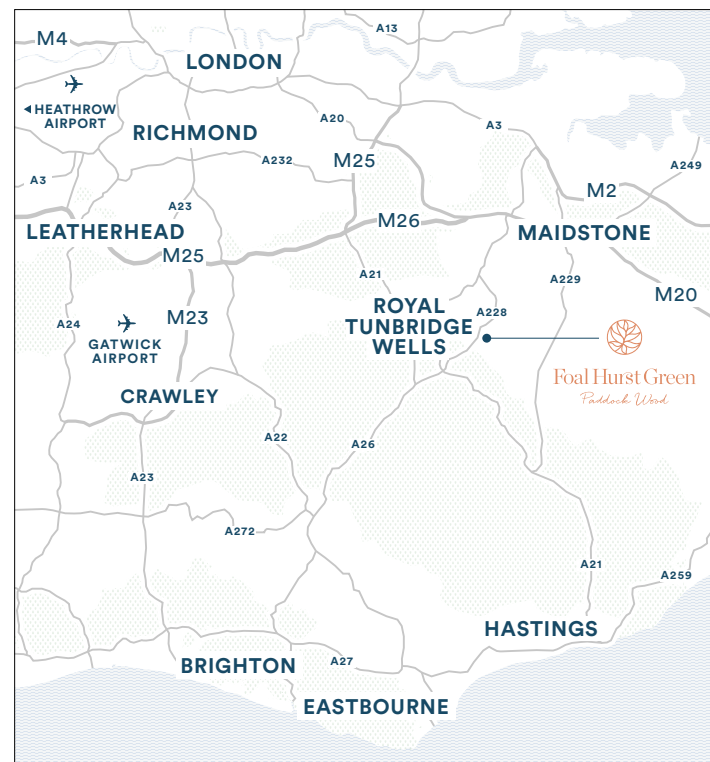 A13
M4
LONDON
HEATHROW
AIRPORT
A20
A3
RICHMOND
A232
M25
A249
A3
A23
M2
M26
LEATHERHEAD
MAIDSTONE
M25
A21
A229
M20
ROYAL
TUNBRIDGE
WELLS
A228
M23
A24
GATWICK
AIRPORT
Foal Hurst Green
Paddock Wood
CRAWLEY
A22
A26
A23
A272
A21
A259
HASTINGS
BRIGHTON
A27
EASTBOURNE